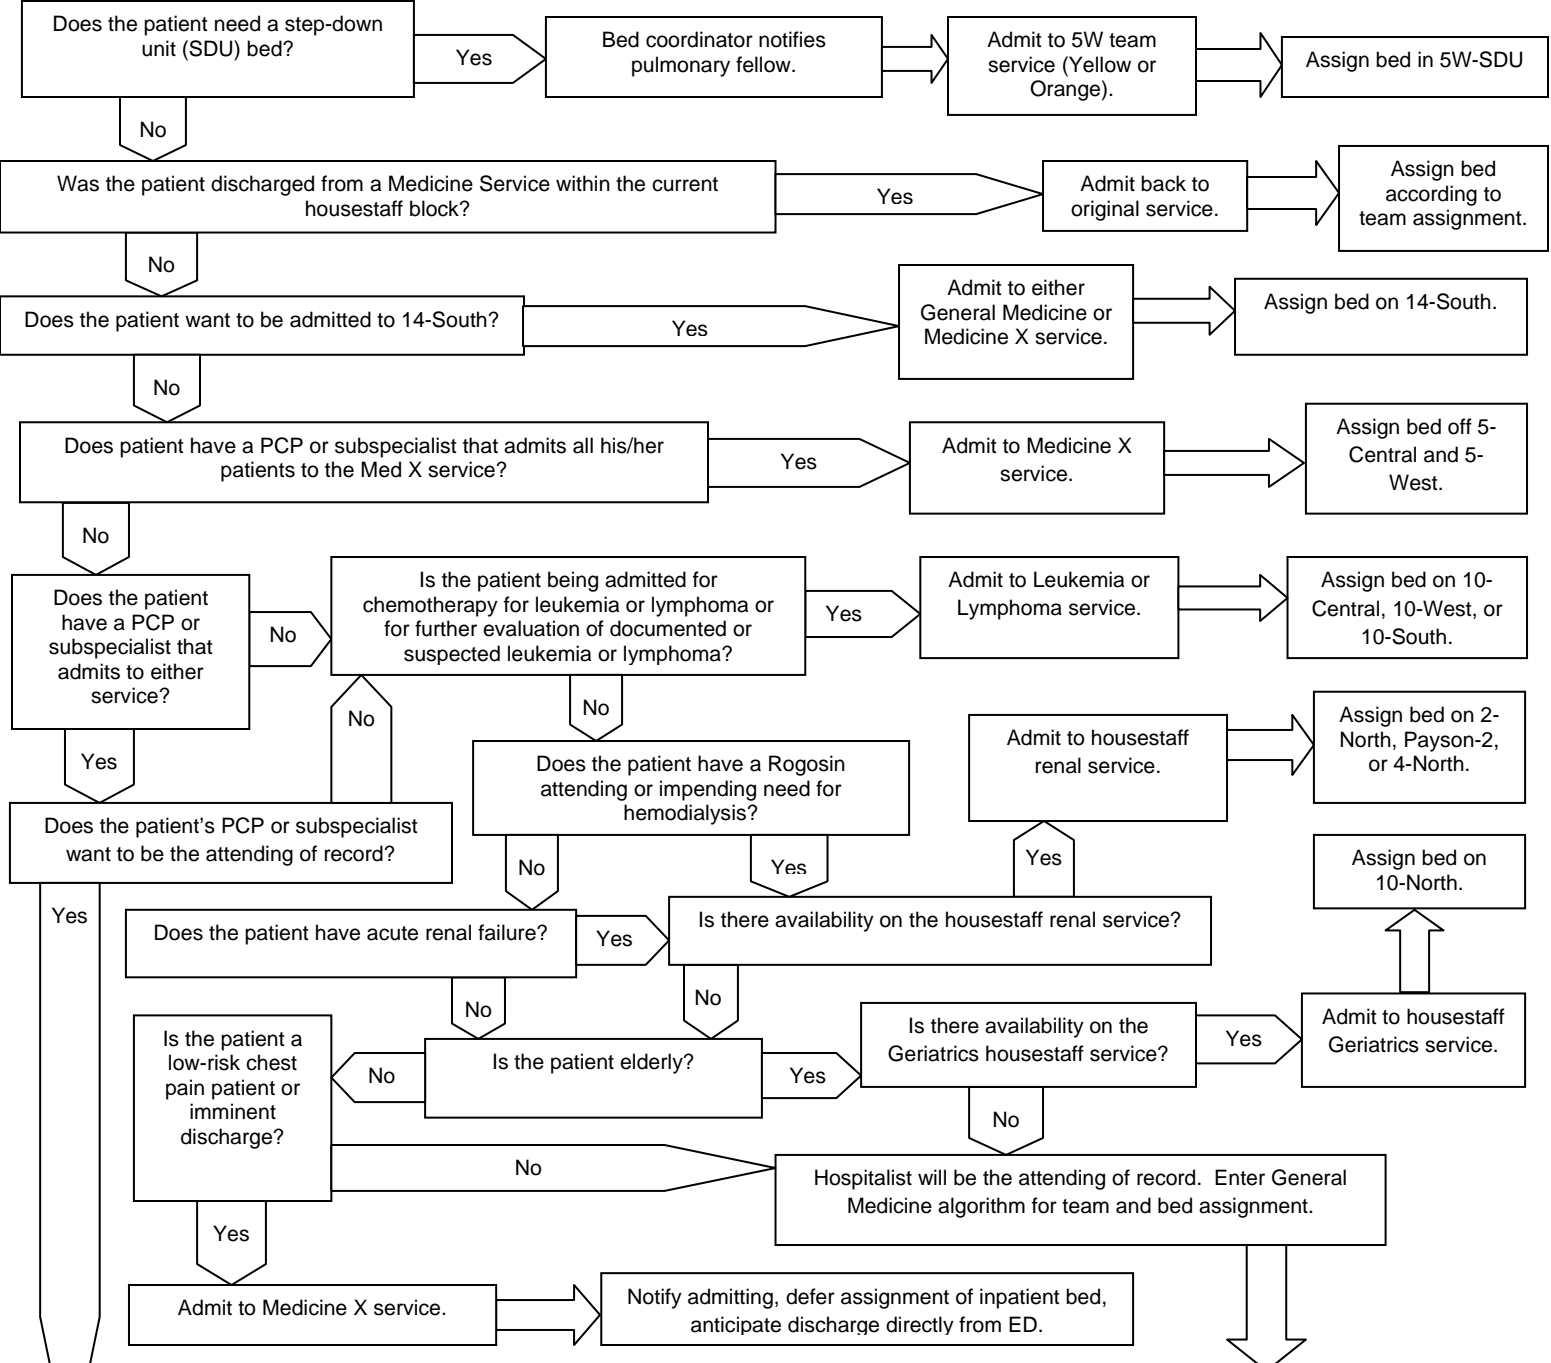 Does the patient need a step-down
unit (SDU) bed?
Yes
Bed coordinator notifies
pulmonary fellow.
Admit to 5W team
service (Yellow or
Orange).
Assign bed in 5W-SDU
No
Was the patient discharged from a Medicine Service within the current
housestaff block?
Yes
Admit back to
original service.
Assign bed
according to
team assignment.
No
Does the patient want to be admitted to 14-South?
Yes
Admit to either
General Medicine or
Medicine X service.
Assign bed on 14-South.
No
Does patient have a PCP or subspecialist that admits all his/her
patients to the Med X service?
Yes
Admit to Medicine X
service.
Assign bed off 5-
Central and 5-
West.
No
Does the patient
have a PCP or
subspecialist that
admits to either
service?
No
Is the patient being admitted for
chemotherapy for leukemia or lymphoma or
for further evaluation of documented or
suspected leukemia or lymphoma?
Yes
Admit to Leukemia or
Lymphoma service.
Assign bed on 10-
Central, 10-West, or
10-South.
No
No
Yes
Does the patient have a Rogosin
attending or impending need for
hemodialysis?
Admit to housestaff
renal service.
Assign bed on 2-
North, Payson-2,
or 4-North.
Does the patient's PCP or subspecialist
want to be the attending of record?
No
Yes
Yes
Assign bed on
10-North.
Yes
Does the patient have acute renal failure?
Yes
Is there availability on the housestaff renal service?
No
No
Is the patient a
low-risk chest
pain patient or
imminent
discharge?
No
Is the patient elderly?
Yes
Is there availability on the
Geriatrics housestaff service?
Yes
Admit to housestaff
Geriatrics service.
No
No
Hospitalist will be the attending of record. Enter General
Medicine algorithm for team and bed assignment.
Yes
Admit to Medicine X service.
Notify admitting, defer assignment of inpatient bed,
anticipate discharge directly from ED.